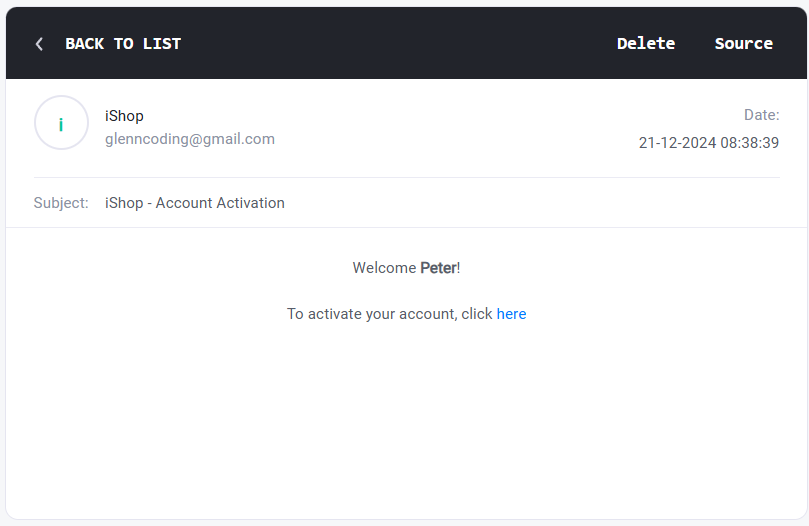 BACK TO LIST Delete Source
i
iShop
glenncoding@gmail.com
Date:
21-12-2024 08:38:39
Subject: iShop - Account Activation
Welcome Peter!
To activate your account, click here